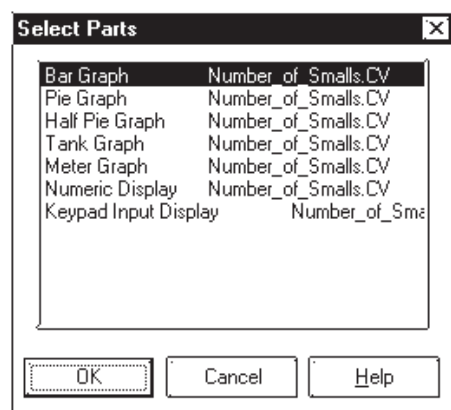 Select Parts
Bar Graph Number_of_Smalls.CV
Pie Graph Number_of_Smalls.CV
Half Pie Graph Number_of_Smalls.CV
Tank Graph Number_of_Smalls.CV
Meter Graph Number_of_Smalls.CV
Numeric Display Number_of_Smalls.CV
Keypad Input Display Number_of_Sma
OK Cancel Help